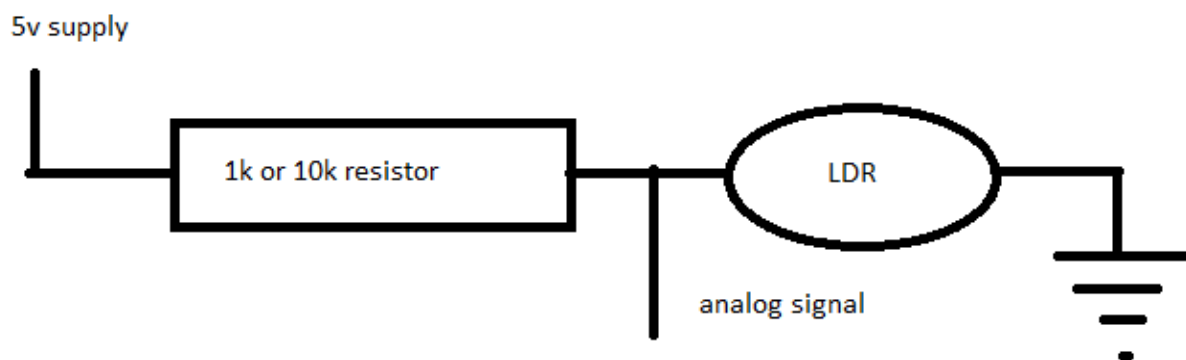 5v supply
1k or 10k resistor
LDR
analog signal